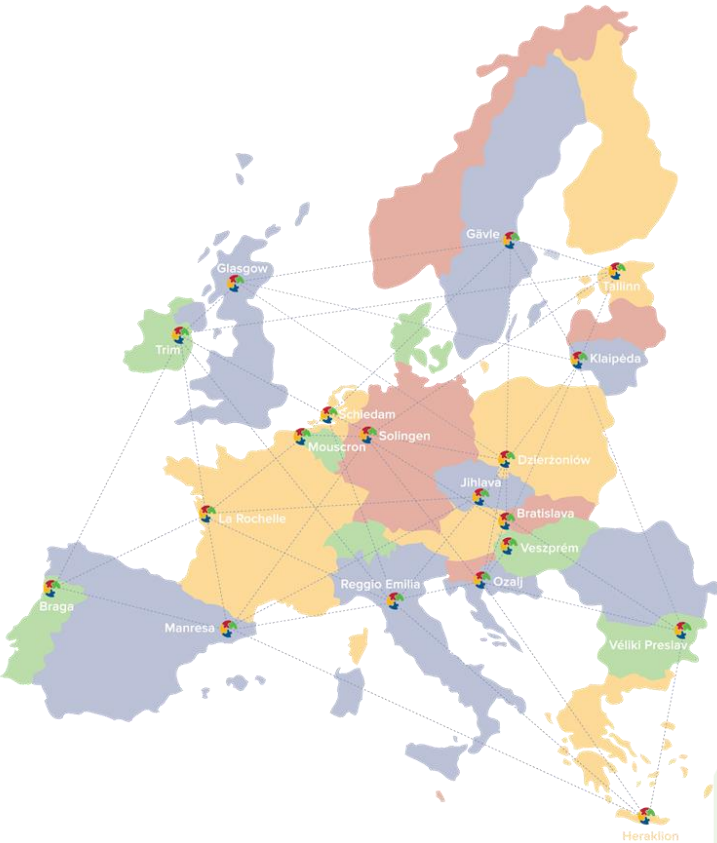 Gävle
Glasgow
Tallinn
Trim
Klaipėda
Schiedam
Solingen
Mouscron
Dzierżoniów
Jihlava
Bratislava
La Rochelle
Veszprém
Reggio Emilia
Ozalj
Braga
Manresa
Véliki Preslav
Heraklion